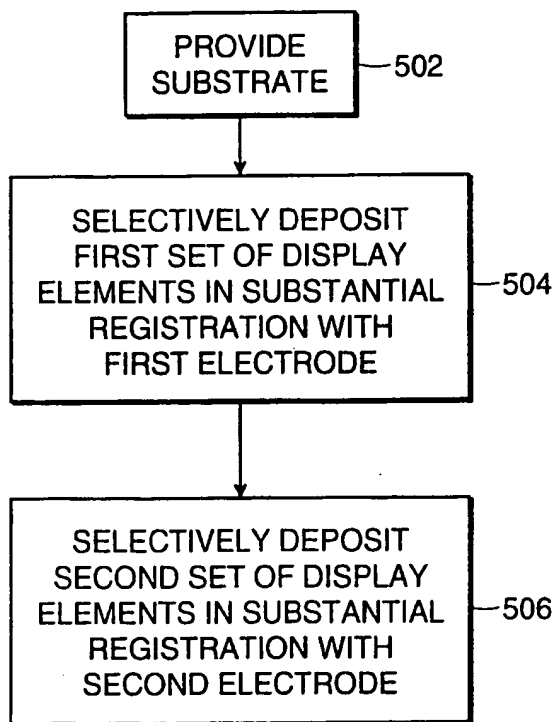 PROVIDE
SUBSTRATE
502
SELECTIVELY DEPOSIT
FIRST SET OF DISPLAY
ELEMENTS IN SUBSTANTIAL
REGISTRATION WITH
FIRST ELECTRODE
504
SELECTIVELY DEPOSIT
SECOND SET OF DISPLAY
ELEMENTS IN SUBSTANTIAL
REGISTRATION WITH
SECOND ELECTRODE
506